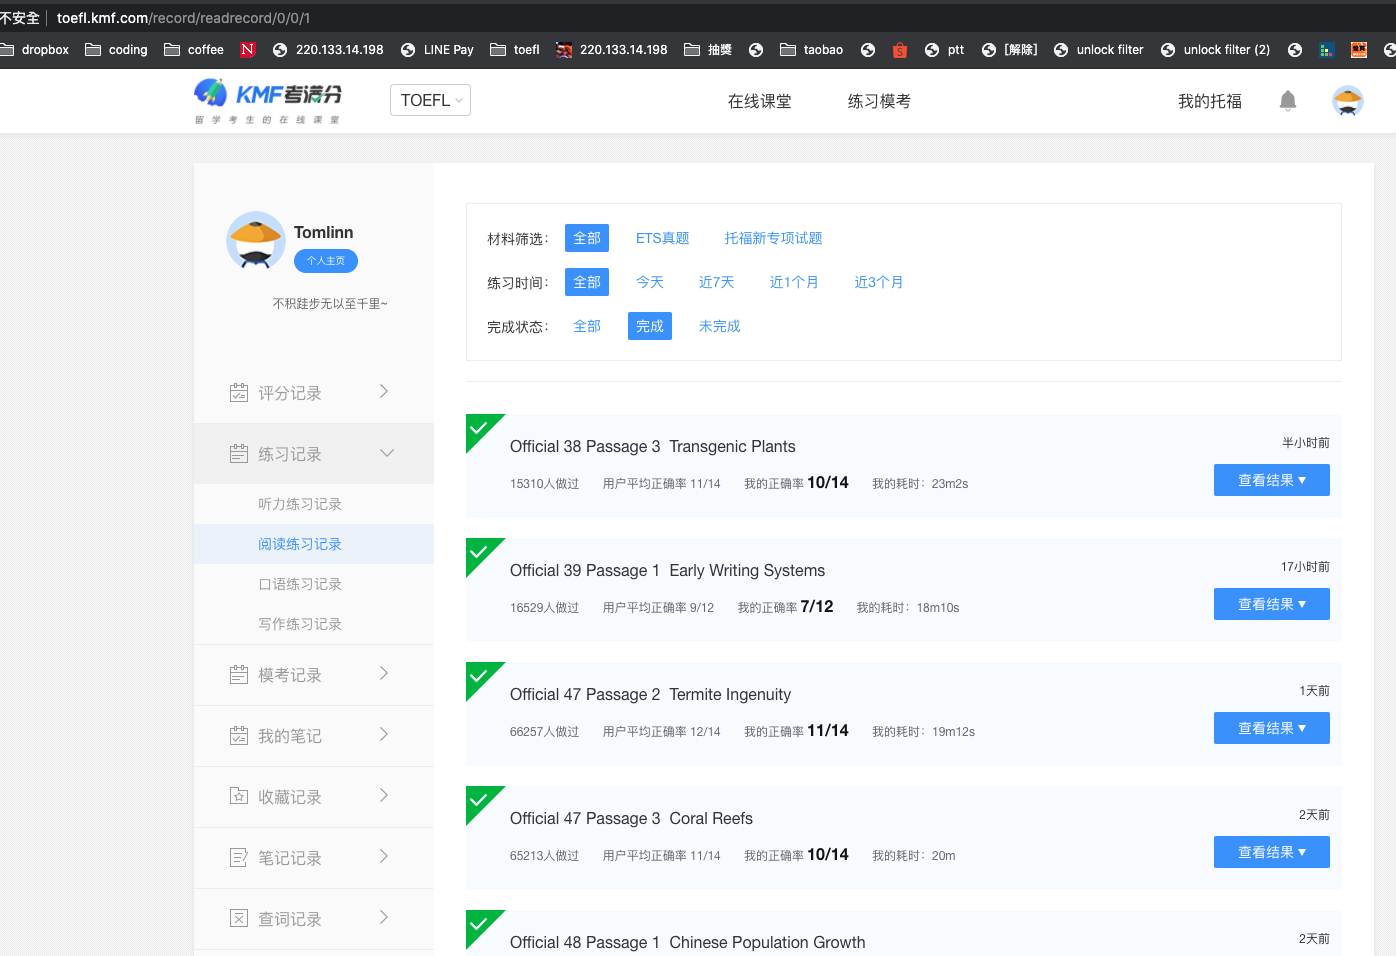 不安全 toefl.kmf.com/record/readrecord/0/0/1
dropbox coding coffee N 220.133.14.198 LINE Pay toefl 220.133.14.198 抽獎 taobao ptt [解除] unlock filter unlock filter (2)
KMF考满分 TOEFL 在线课堂 练习模考 我的托福
留学考生的在线课堂
Tomlinn
个人主页
不积跬步无以至千里~
评分记录
练习记录
听力练习记录
阅读练习记录
口语练习记录
写作练习记录
模考记录
我的笔记
收藏记录
笔记记录
查词记录
材料筛选： 全部 ETS真题 托福新专项试题
练习时间： 全部 今天 近7天 近1个月 近3个月
完成状态： 全部 完成 未完成
Official 38 Passage 3 Transgenic Plants 半小时前
15310人做过 用户平均正确率 11/14 我的正确率 10/14 我的耗时：23m2s 查看结果
Official 39 Passage 1 Early Writing Systems 17小时前
16529人做过 用户平均正确率 9/12 我的正确率 7/12 我的耗时：18m10s 查看结果
Official 47 Passage 2 Termite Ingenuity 1天前
66257人做过 用户平均正确率 12/14 我的正确率 11/14 我的耗时：19m12s 查看结果
Official 47 Passage 3 Coral Reefs 2天前
65213人做过 用户平均正确率 11/14 我的正确率 10/14 我的耗时：20m 查看结果
Official 48 Passage 1 Chinese Population Growth 2天前